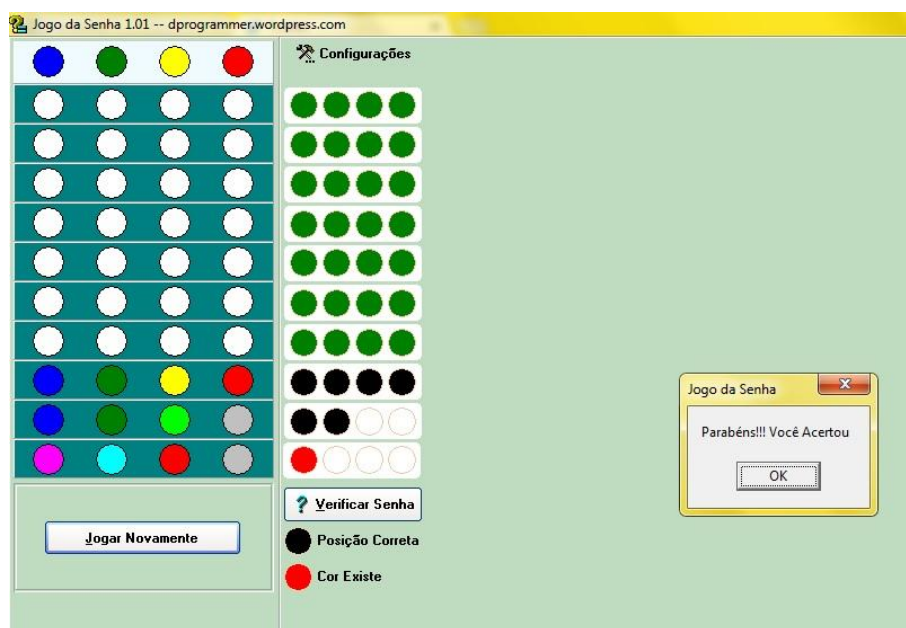 Jogo da Senha 1.01 -- dprogrammer.wordpress.com
Configurações
Jogo da Senha
Parabéns!!! Você Acertou
OK
? Verificar Senha
Jogar Novamente
Posição Correta
Cor Existe